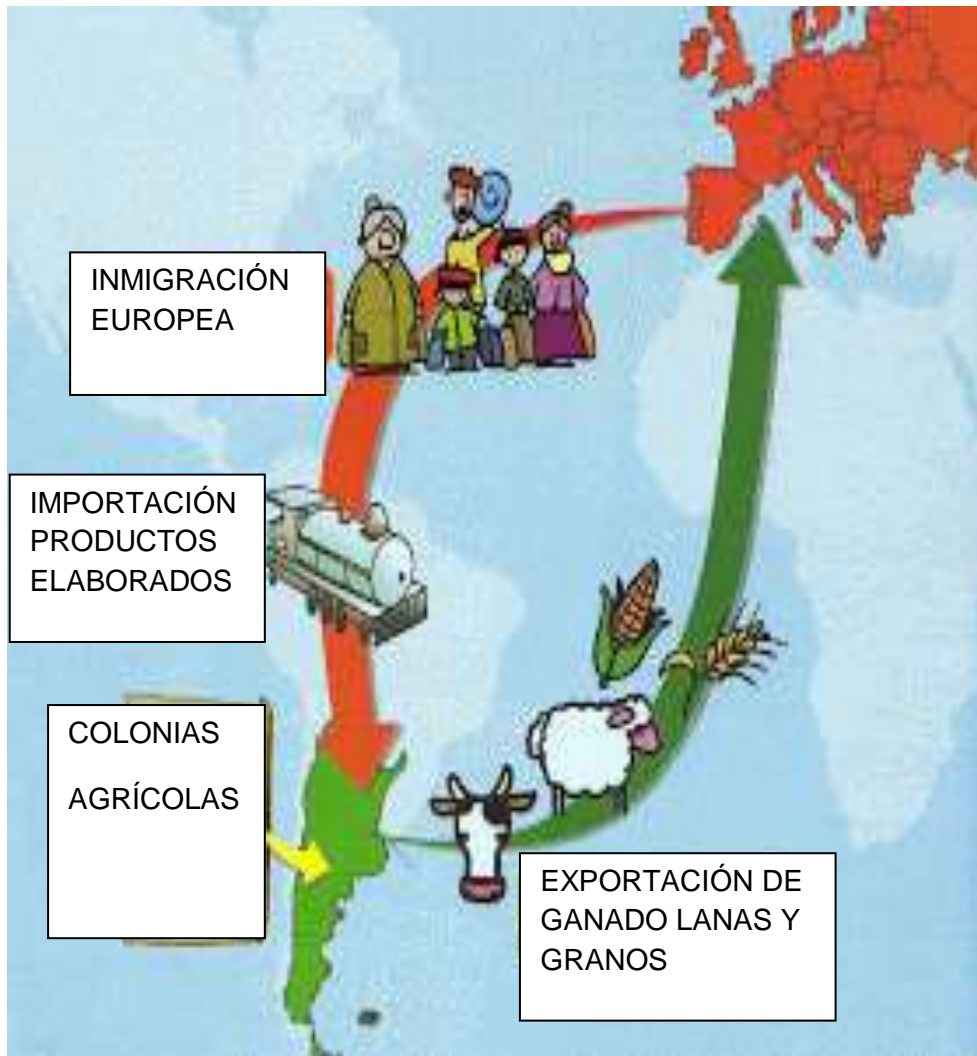 INMIGRACIÓN
EUROPEA
IMPORTACIÓN
PRODUCTOS
ELABORADOS
COLONIAS
AGRÍCOLAS
EXPORTACIÓN DE
GANADO LANAS Y
GRANOS